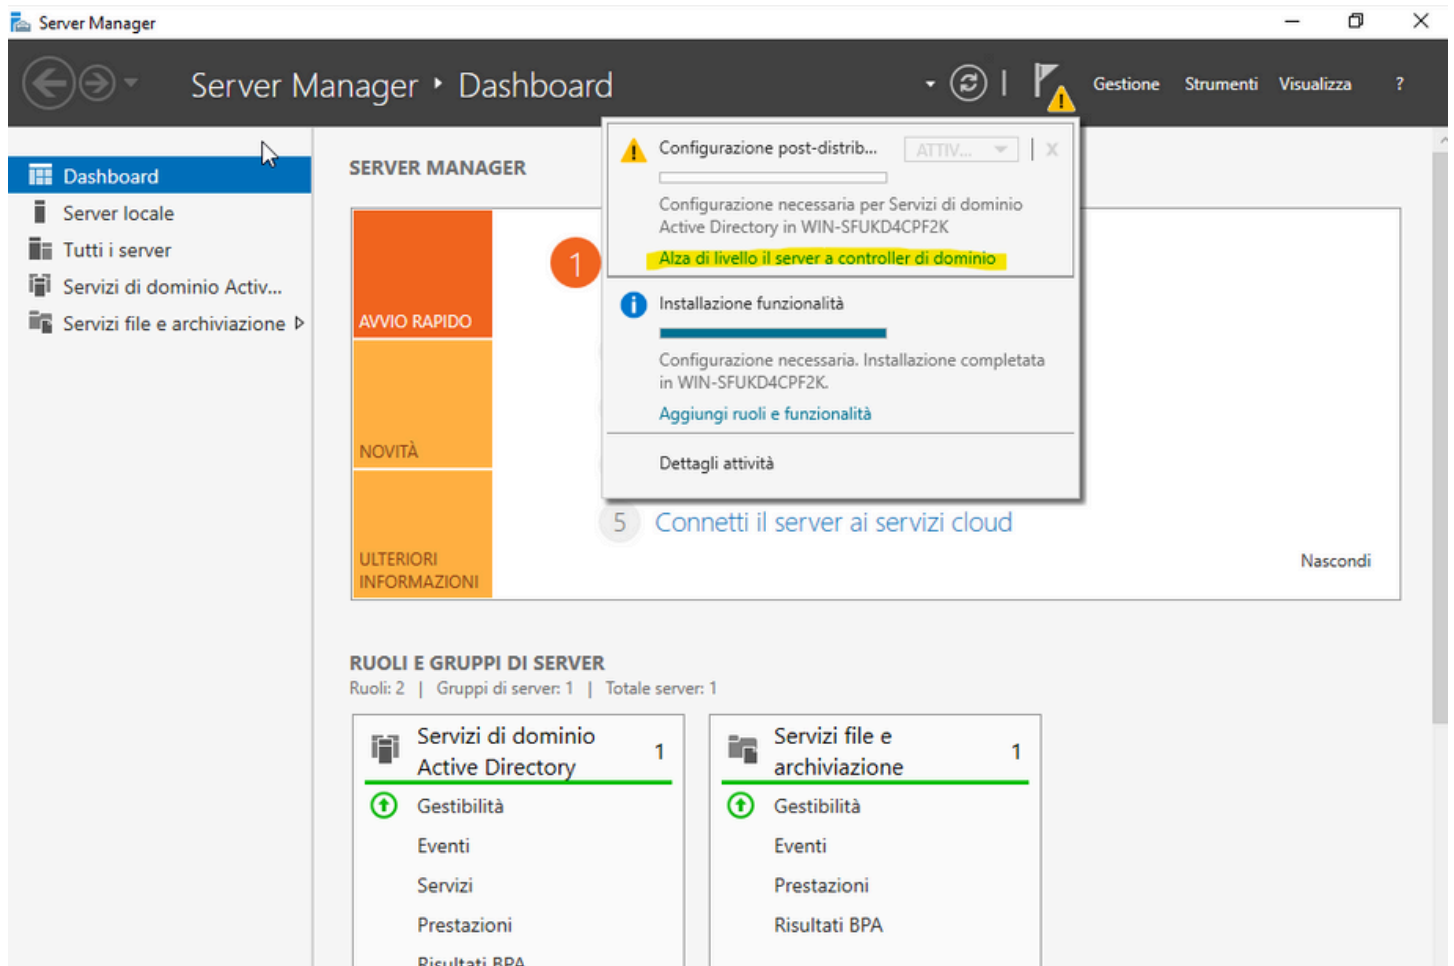 Server Manager
Server Manager • Dashboard
Gestione Strumenti Visualizza ?
Dashboard
Server locale
Tutti i server
Servizi di dominio Activ...
Servizi file e archiviazione
SERVER MANAGER
Configurazione post-distrib...
ATTIV...
X
Configurazione necessaria per Servizi di dominio
Active Directory in WIN-SFUKD4CPF2K
Alza di livello il server a controller di dominio
Installazione funzionalità
Configurazione necessaria. Installazione completata
in WIN-SFUKD4CPF2K.
Aggiungi ruoli e funzionalità
Dettagli attività
1
AVVIO RAPIDO
NOVITÀ
ULTERIORI
INFORMAZIONI
5 Connetti il server ai servizi cloud
Nascondi
RUOLI E GRUPPI DI SERVER
Ruoli: 2 | Gruppi di server: 1 | Totale server: 1
Servizi di dominio
Active Directory
1
Gestibilità
Eventi
Servizi
Prestazioni
Risultati BPA
Servizi file e
archiviazione
1
Gestibilità
Eventi
Prestazioni
Risultati BPA